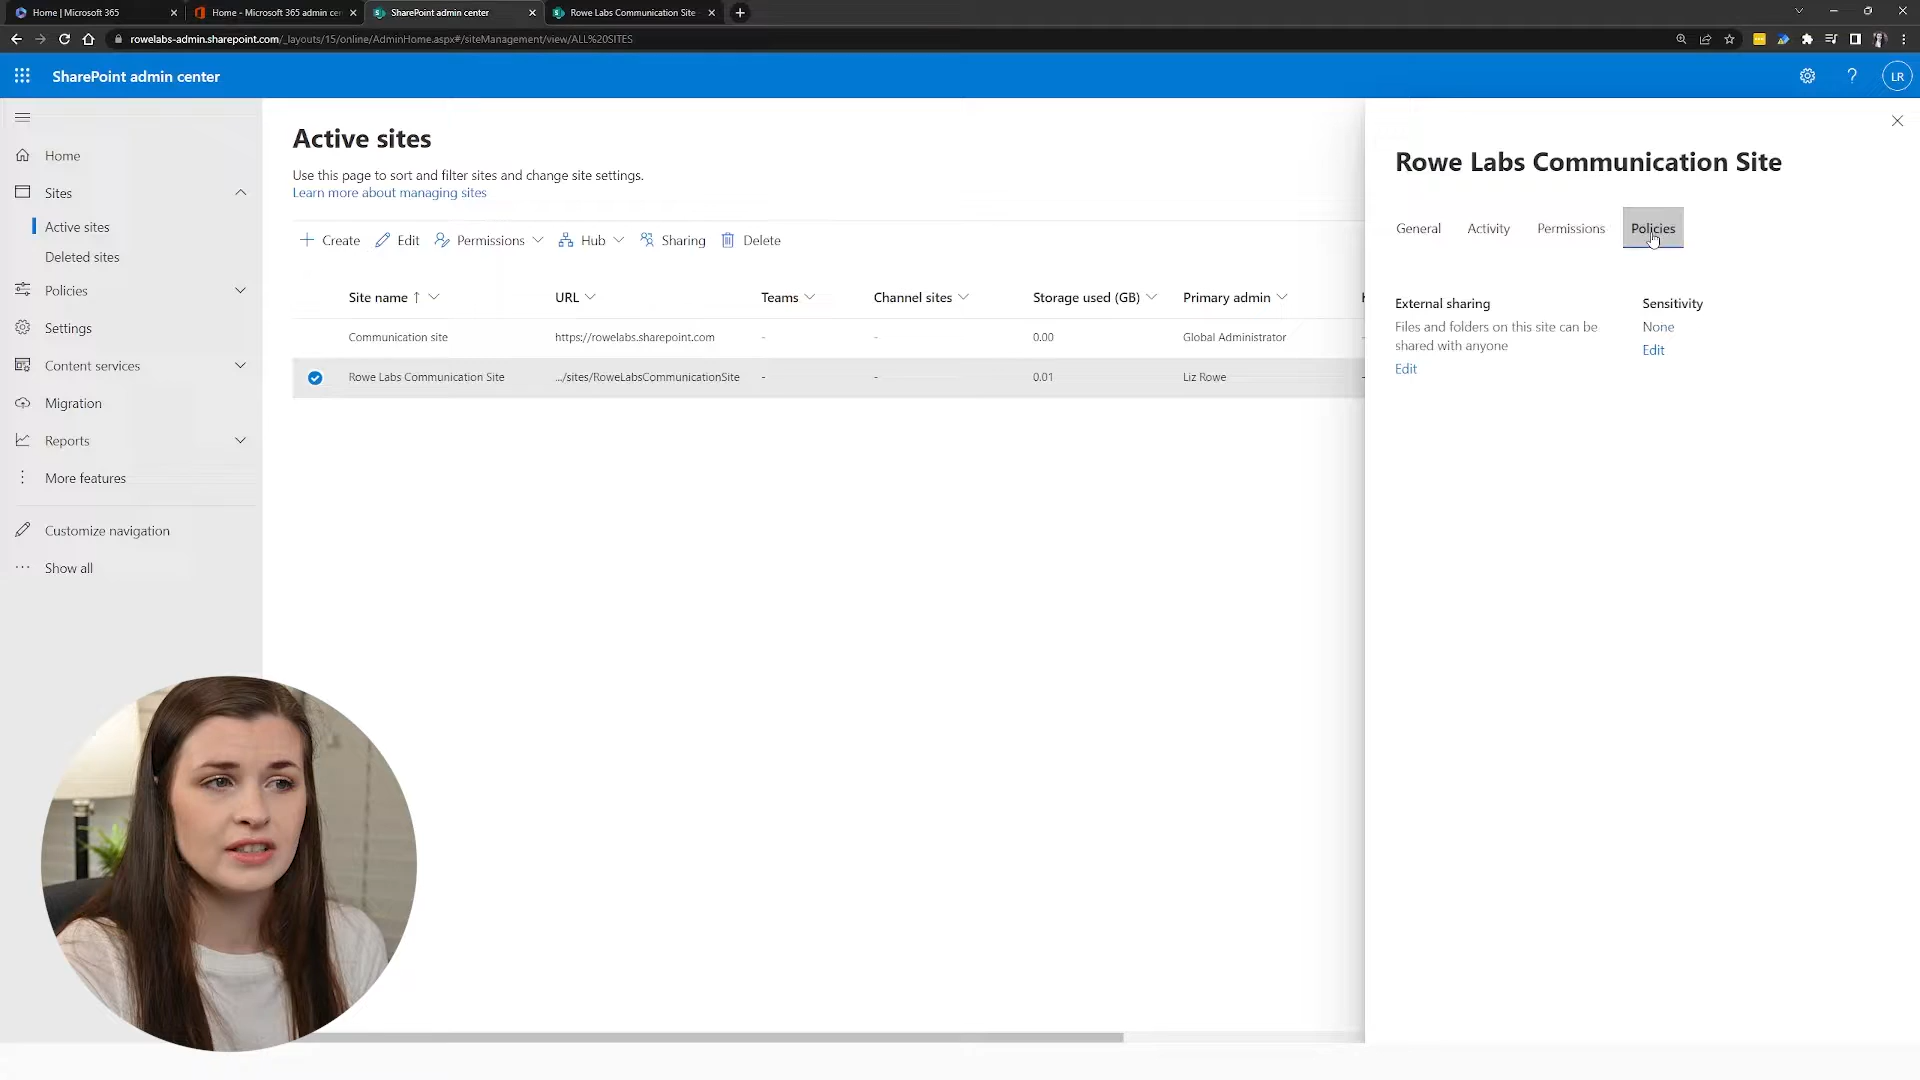 Home | Microsoft 365
Home - Microsoft 365 admin cer
SharePoint admin center
Rowe Labs Communication Site
rowelabs-admin.sharepoint.com/_layouts/15/online/AdminHome.aspx#/siteManagement/view/ALL%20SITES
SharePoint admin center
? LR
Home
Sites
Active sites
Deleted sites
Policies
Settings
Content services
Migration
Reports
More features
Customize navigation
Show all
Active sites
Use this page to sort and filter sites and change site settings.
Learn more about managing sites
Create Edit Permissions Hub Sharing Delete
Site name ↑ URL Teams Channel sites Storage used (GB) Primary admin
Communication site https://rowelabs.sharepoint.com - - 0.00 Global Administrator -
Rowe Labs Communication Site .../sites/RoweLabsCommunicationSite - - 0.01 Liz Rowe -
Rowe Labs Communication Site
General Activity Permissions Policies
External sharing
Files and folders on this site can be
shared with anyone
Edit
Sensitivity
None
Edit